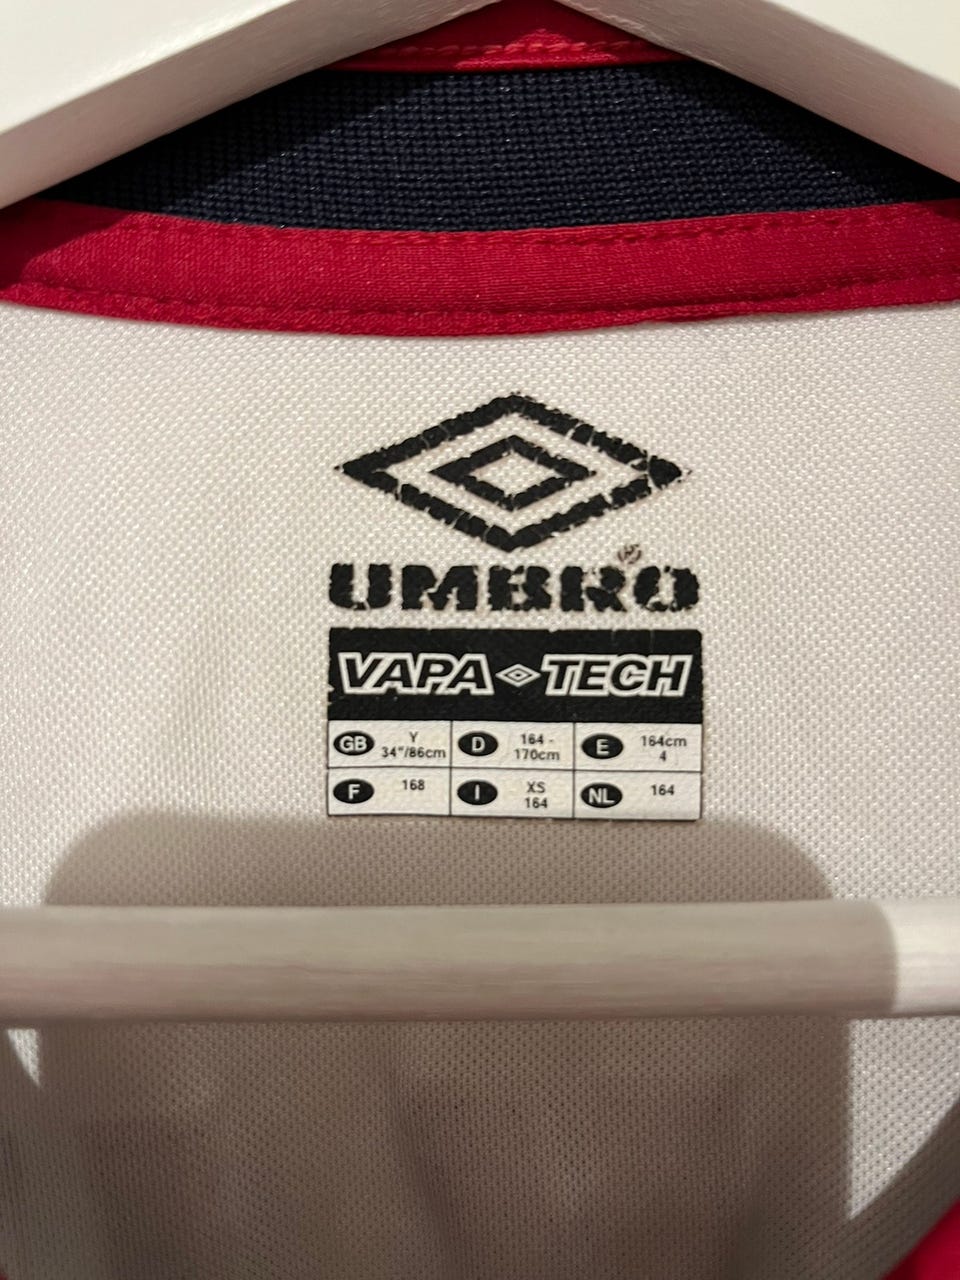 UMBRO®
VAPA TECH
GB Y 34"/86cm D 164 - 170cm E 164cm 4
F 168 I XS 164 NL 164